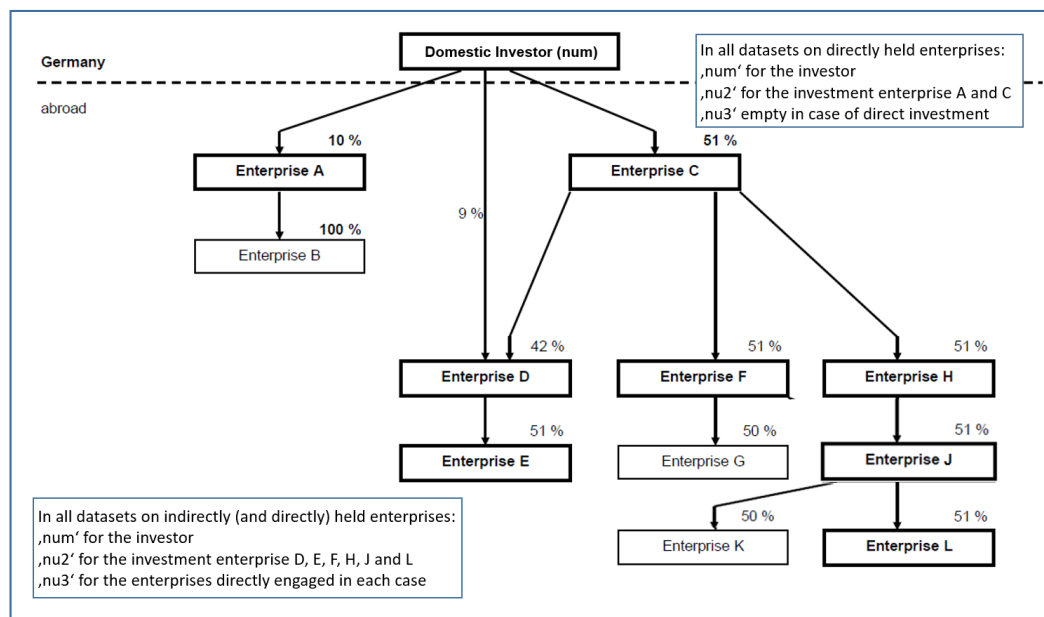 Domestic Investor (num)
Germany
abroad
In all datasets on directly held enterprises:
‚num‘ for the investor
‚nu2‘ for the investment enterprise A and C
‚nu3‘ empty in case of direct investment
10 %
51 %
Enterprise A
Enterprise C
9 %
100 %
Enterprise B
42 %
51 %
51 %
Enterprise D
Enterprise F
Enterprise H
51 %
50 %
51 %
Enterprise E
Enterprise G
Enterprise J
50 %
51 %
Enterprise K
Enterprise L
In all datasets on indirectly (and directly) held enterprises:
‚num‘ for the investor
‚nu2‘ for the investment enterprise D, E, F, H, J and L
‚nu3‘ for the enterprises directly engaged in each case